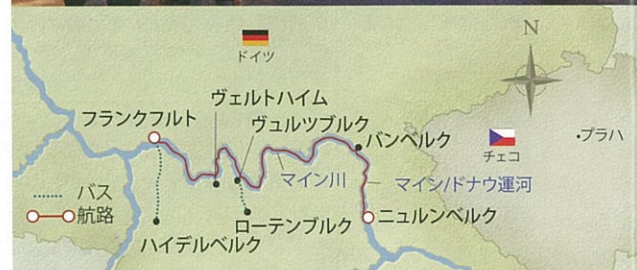 N
ドイツ
ヴェルトハイム
フランクフルト
ヴュルツブルク
バンベルク
チェコ
プラハ
マイン川
マイン/ドナウ運河
バス
航路
ローテンブルク
ニュルンベルク
ハイデルベルク